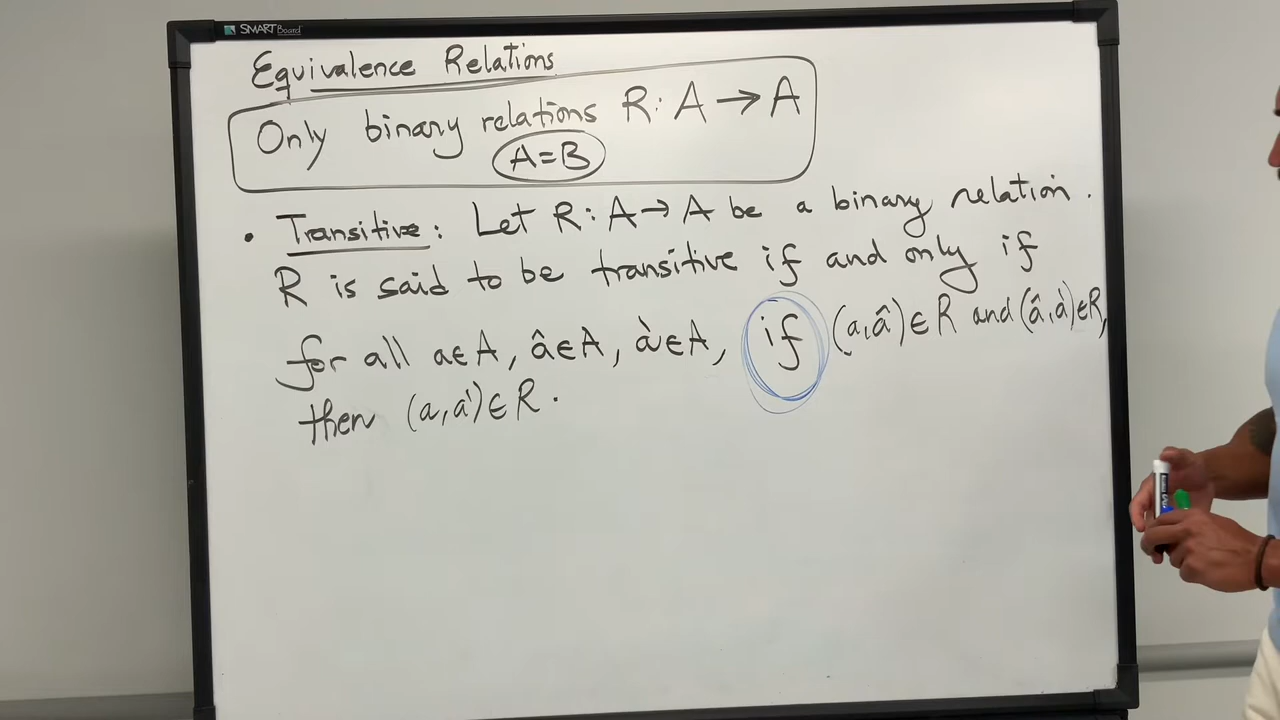 SMART Board
Equivalence Relations
Only binary relations R: A → A
A=B
• Transitive: Let R: A → A be a binary relation.
R is said to be transitive if and only if
for all a∈A, â∈A, à∈A, if (a,â)∈R and (â,à)∈R,
then (a,à)∈R.